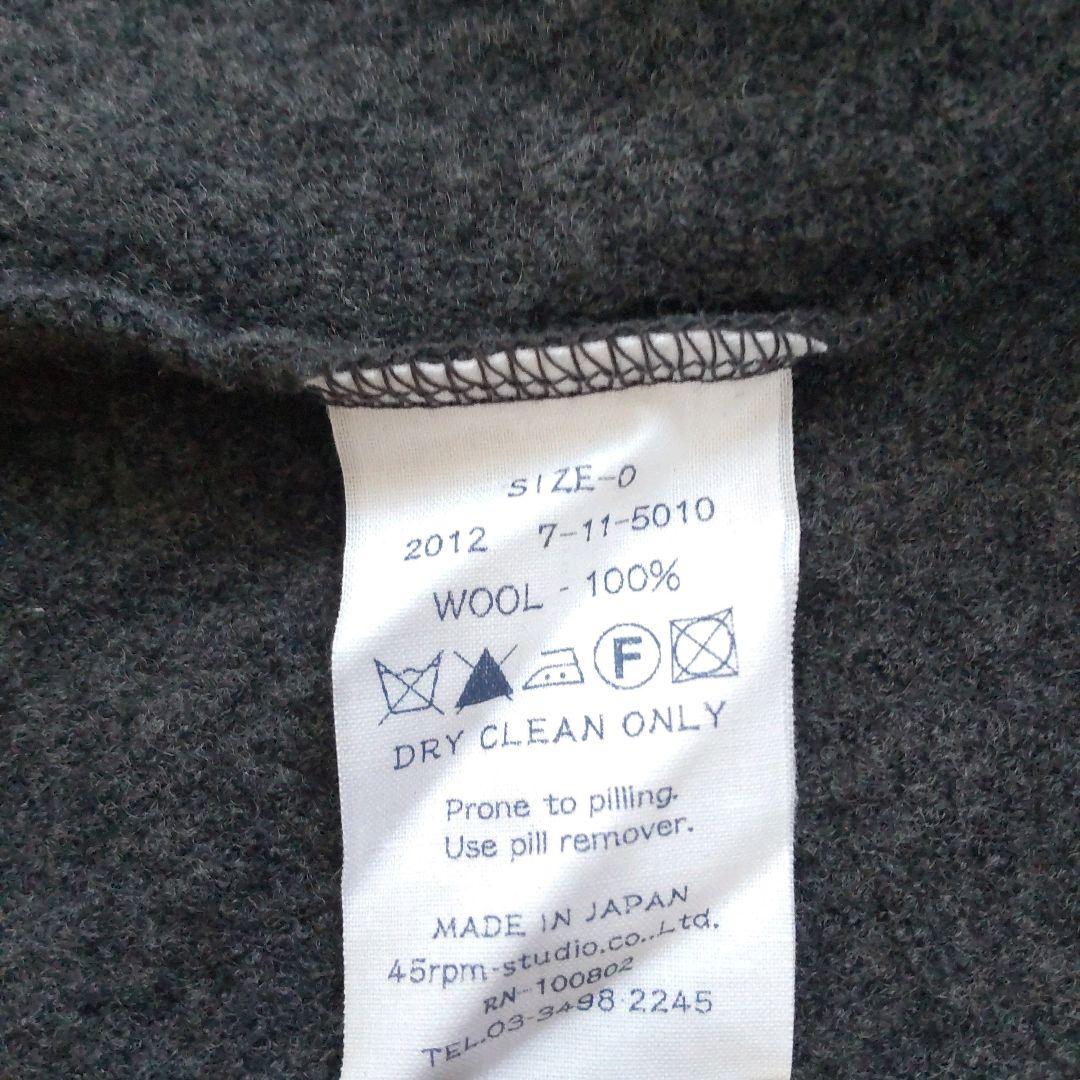 SIZE-0
2012 7-11-5010
WOOL - 100%
F
DRY CLEAN ONLY
Prone to pilling.
Use pill remover.
MADE IN JAPAN
45rpm-studio.co.,Ltd.
RN-100802
TEL.03-3498-2245